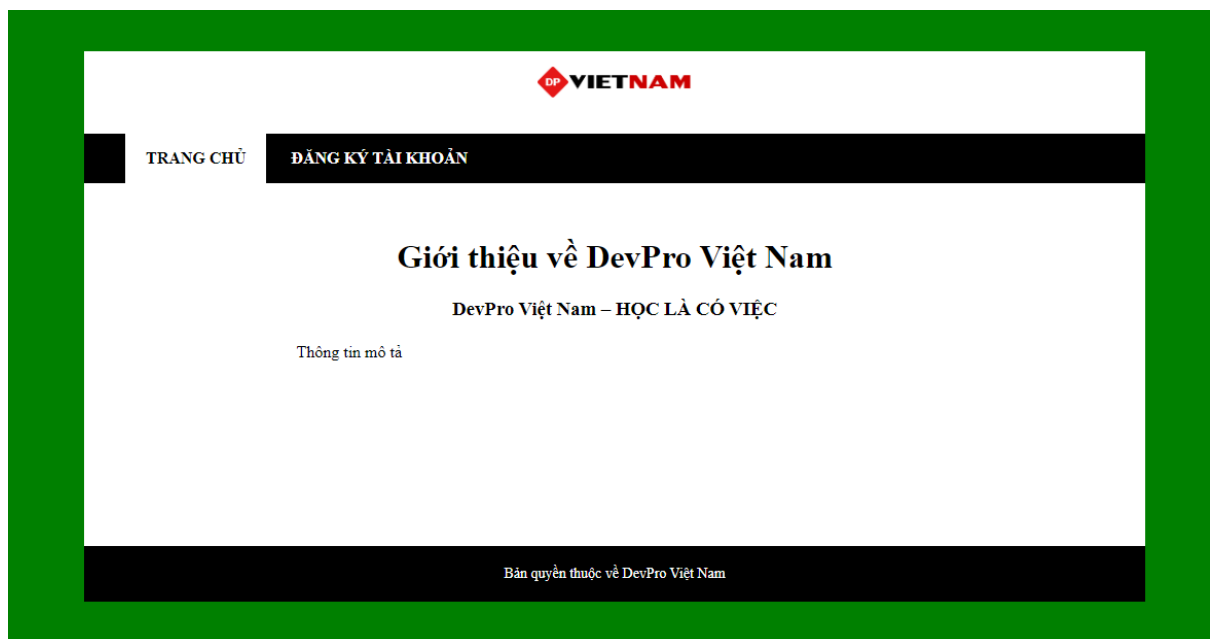 DP VIETNAM
TRANG CHỦ ĐĂNG KÝ TÀI KHOẢN
Giới thiệu về DevPro Việt Nam
DevPro Việt Nam – HỌC LÀ CÓ VIỆC
Thông tin mô tả
Bản quyền thuộc về DevPro Việt Nam